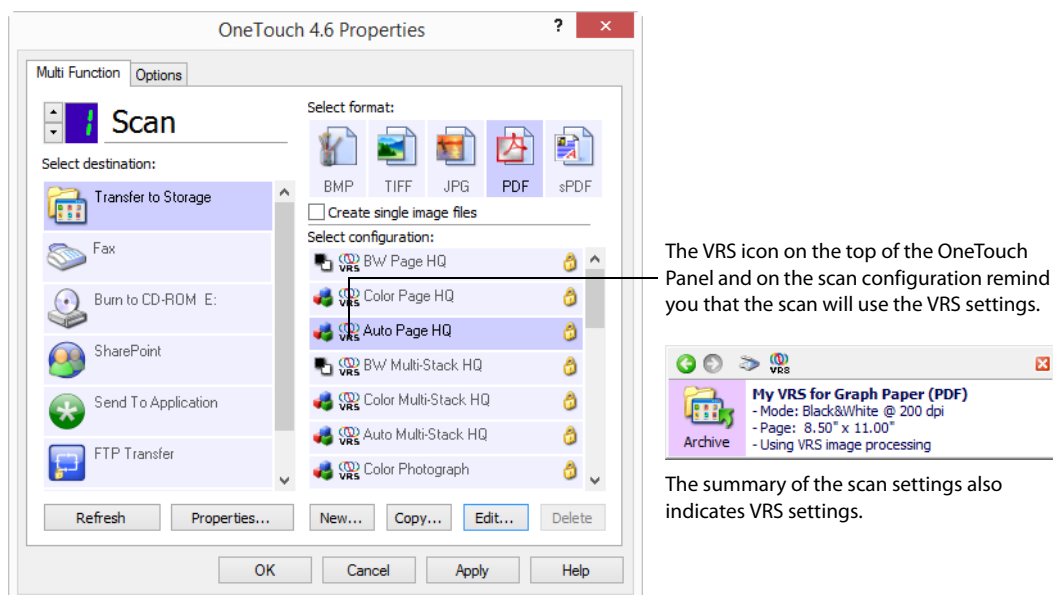 OneTouch 4.6 Properties
?
Multi Function
Options
1 Scan
Select destination:
Transfer to Storage
Fax
Burn to CD-ROM E:
SharePoint
Send To Application
FTP Transfer
Select format:
BMP TIFF JPG PDF sPDF
Create single image files
Select configuration:
VRS BW Page HQ
VRS Color Page HQ
VRS Auto Page HQ
VRS BW Multi-Stack HQ
VRS Color Multi-Stack HQ
VRS Auto Multi-Stack HQ
VRS Color Photograph
Refresh Properties... New... Copy... Edit... Delete
OK Cancel Apply Help
The VRS icon on the top of the OneTouch
Panel and on the scan configuration remind
you that the scan will use the VRS settings.
VRS
My VRS for Graph Paper (PDF)
- Mode: Black&White @ 200 dpi
- Page: 8.50" x 11.00"
- Using VRS image processing
Archive
The summary of the scan settings also
indicates VRS settings.